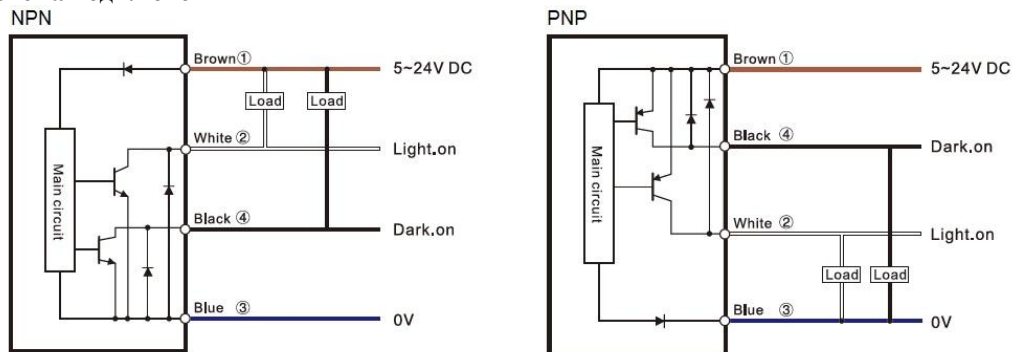 NPN
Brown ①
5~24V DC
Load
Load
White ②
Light.on
Main circuit
Black ④
Dark.on
Blue ③
0V
PNP
Brown ①
5~24V DC
Black ④
Dark.on
Main circuit
White ②
Light.on
Load
Load
Blue ③
0V